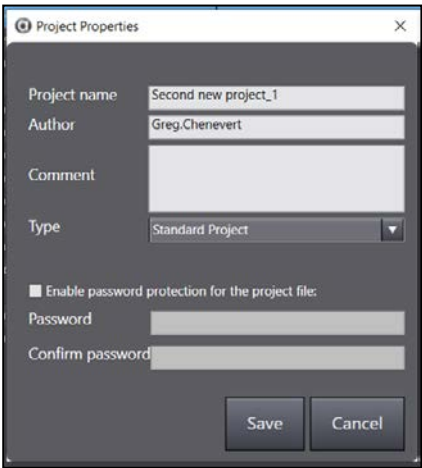 Project Properties
Project name Second new project_1
Author Greg.Chenevert
Comment
Type Standard Project
Enable password protection for the project file:
Password
Confirm password
Save Cancel